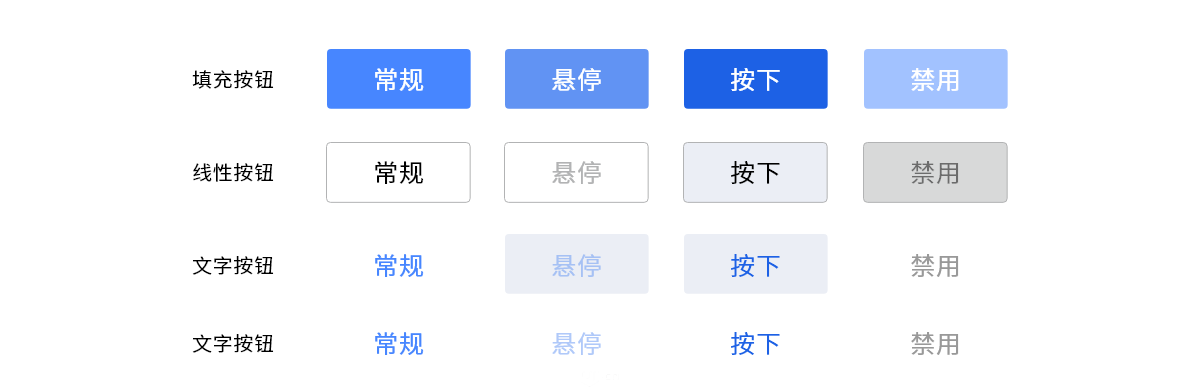 填充按钮 常规 悬停 按下 禁用
线性按钮 常规 悬停 按下 禁用
文字按钮 常规 悬停 按下 禁用
文字按钮 常规 悬停 按下 禁用